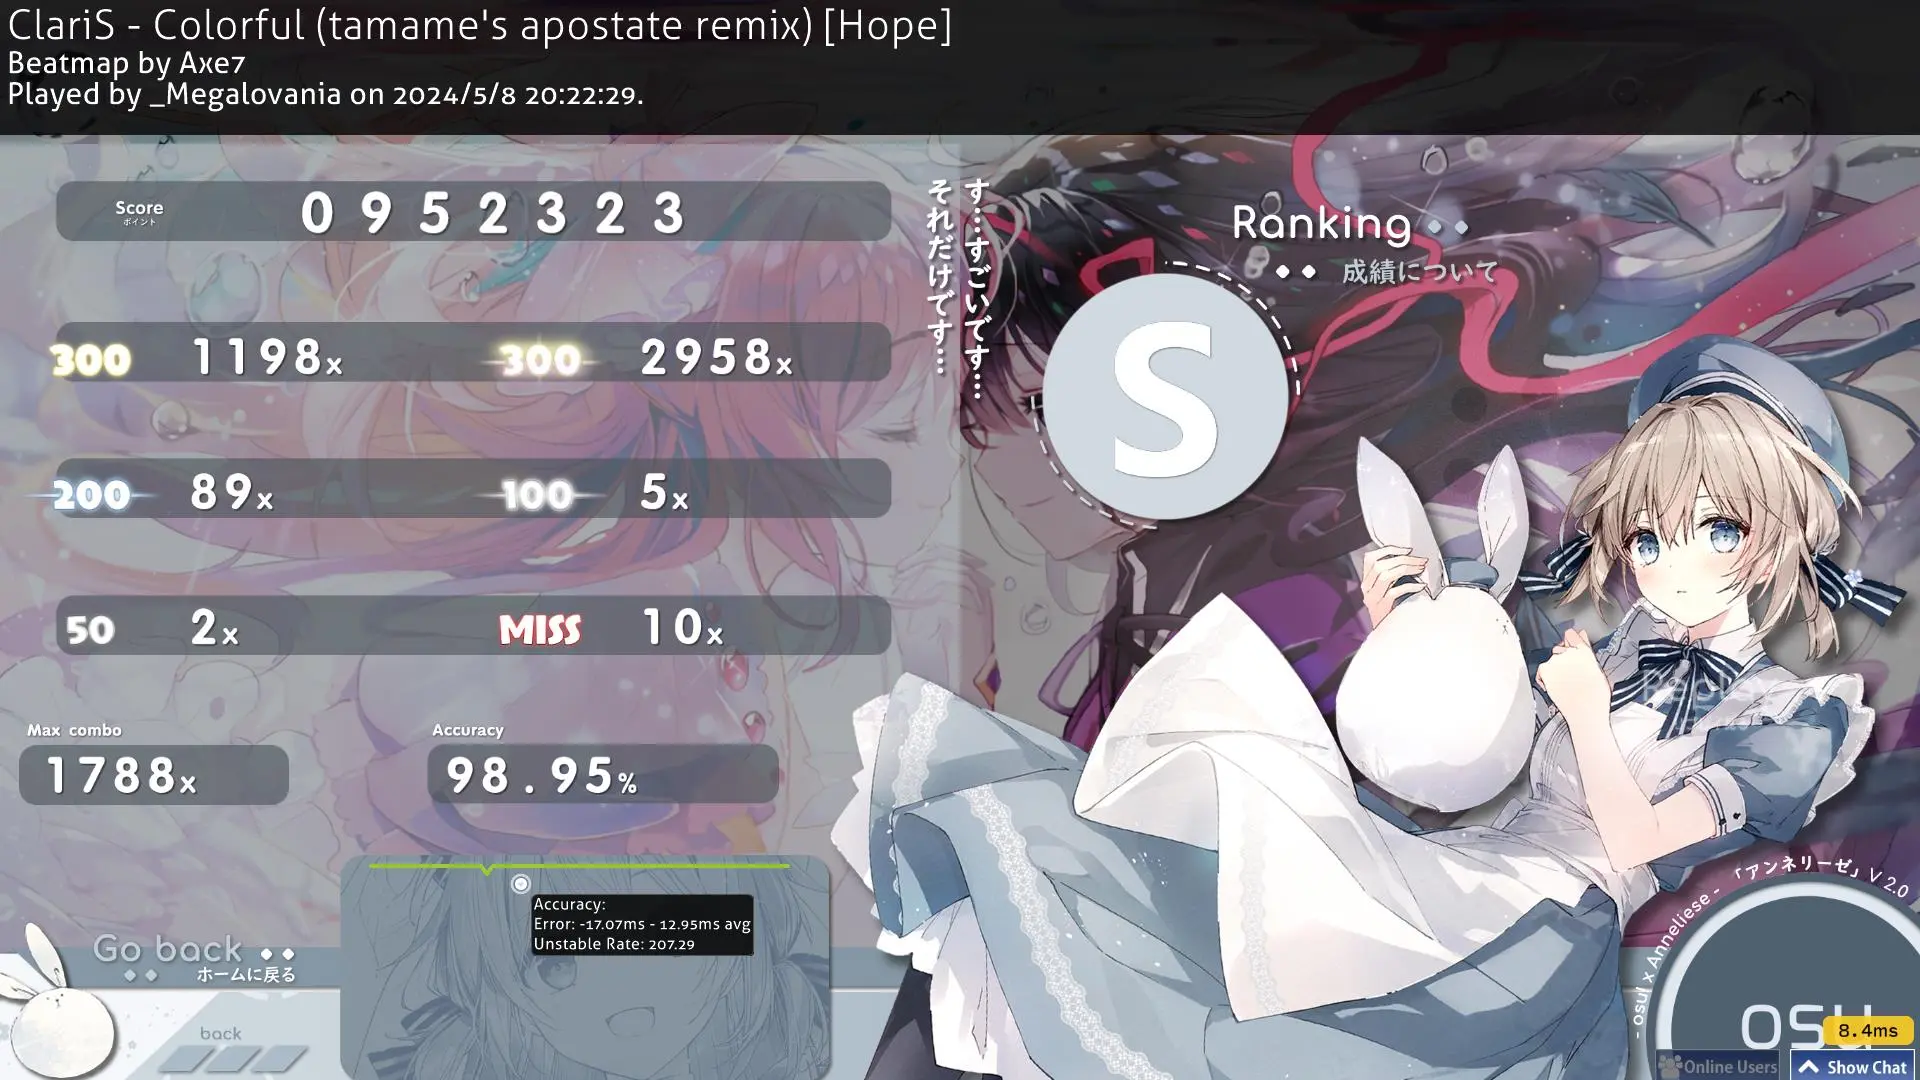 ClariS - Colorful (tamame's apostate remix) [Hope]
Beatmap by Axe7
Played by _Megalovania on 2024/5/8 20:22:29.
Score
ポイント
0952323
300 1198x 300 2958x
200 89x 100 5x
50 2x MISS 10x
Max combo
1788x
Accuracy
98.95%
す…すごいです…
それだけです…
Ranking
成績について
S
Replay
Accuracy:
Error: -17.07ms - 12.95ms avg
Unstable Rate: 207.29
Go back
ホームに戻る
back
- osu! x Anneliese - 「アンネリーゼ」 V 2.0
osu
8.4ms
Online Users
Show Chat